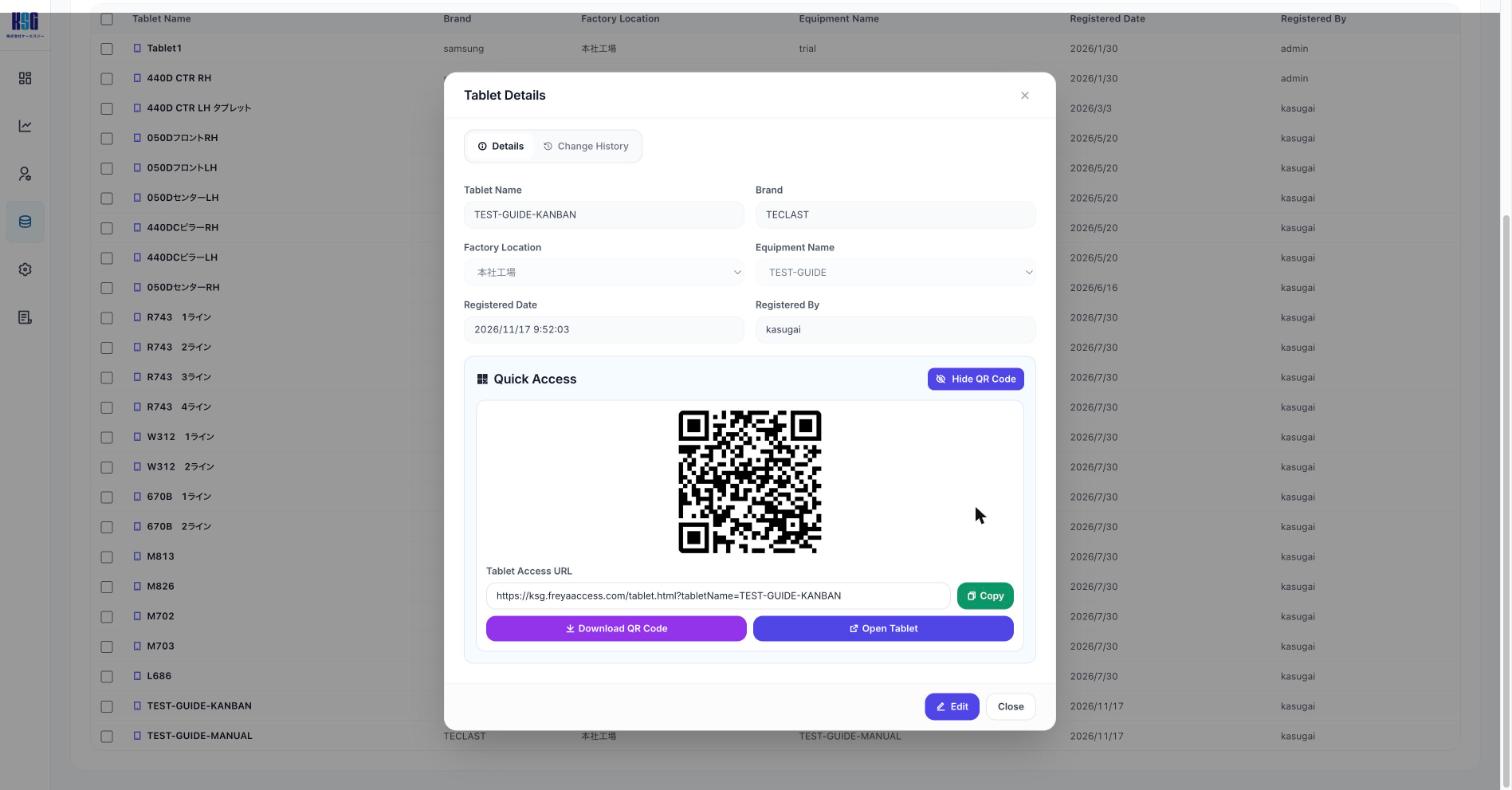 KSG
株式会社ケーエスジー
Tablet Name Brand Factory Location Equipment Name Registered Date Registered By
Tablet1 samsung 本社工場 trial 2026/1/30 admin
440D CTR RH 2026/1/30 admin
440D CTR LH タブレット 2026/3/3 kasugai
050DフロントRH 2026/5/20 kasugai
050DフロントLH 2026/5/20 kasugai
050DセンターLH 2026/5/20 kasugai
440DCピラーRH 2026/5/20 kasugai
440DCピラーLH 2026/5/20 kasugai
050DセンターRH 2026/6/16 kasugai
R743　1ライン 2026/7/30 kasugai
R743　2ライン 2026/7/30 kasugai
R743　3ライン 2026/7/30 kasugai
R743　4ライン 2026/7/30 kasugai
W312　1ライン 2026/7/30 kasugai
W312　2ライン 2026/7/30 kasugai
670B　1ライン 2026/7/30 kasugai
670B　2ライン 2026/7/30 kasugai
M813 2026/7/30 kasugai
M826 2026/7/30 kasugai
M702 2026/7/30 kasugai
M703 2026/7/30 kasugai
L686 2026/7/30 kasugai
TEST-GUIDE-KANBAN 2026/11/17 kasugai
TEST-GUIDE-MANUAL TECLAST 本社工場 TEST-GUIDE-MANUAL 2026/11/17 kasugai
Tablet Details
Details Change History
Tablet Name Brand
TEST-GUIDE-KANBAN TECLAST
Factory Location Equipment Name
本社工場 TEST-GUIDE
Registered Date Registered By
2026/11/17 9:52:03 kasugai
Quick Access Hide QR Code
Tablet Access URL
https://ksg.freyaaccess.com/tablet.html?tabletName=TEST-GUIDE-KANBAN Copy
Download QR Code Open Tablet
Edit Close